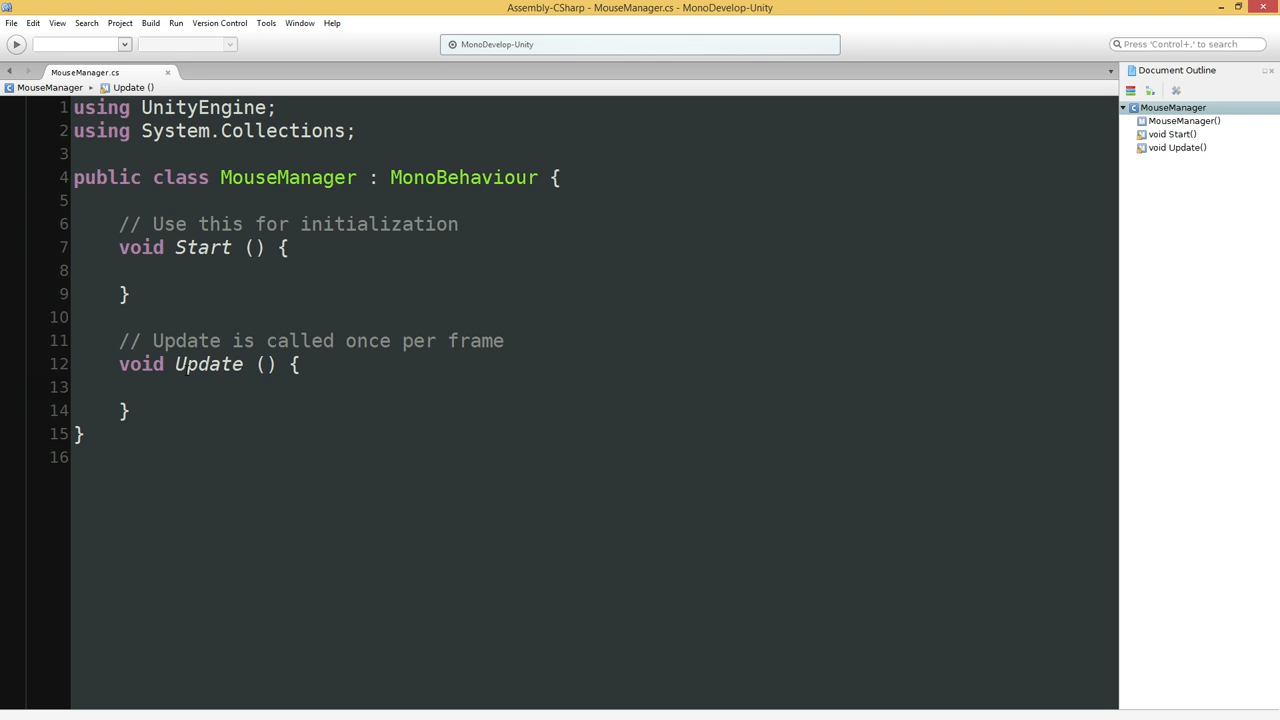 Assembly-CSharp - MouseManager.cs - MonoDevelop-Unity
File Edit View Search Project Build Run Version Control Tools Window Help
MonoDevelop-Unity
Press 'Control+,' to search
MouseManager.cs
Document Outline
MouseManager ▸ Update ()
MouseManager
MouseManager()
void Start()
void Update()
1 using UnityEngine;
2 using System.Collections;
3
4 public class MouseManager : MonoBehaviour {
5
6 // Use this for initialization
7 void Start () {
8
9 }
10
11 // Update is called once per frame
12 void Update () {
13
14 }
15 }
16